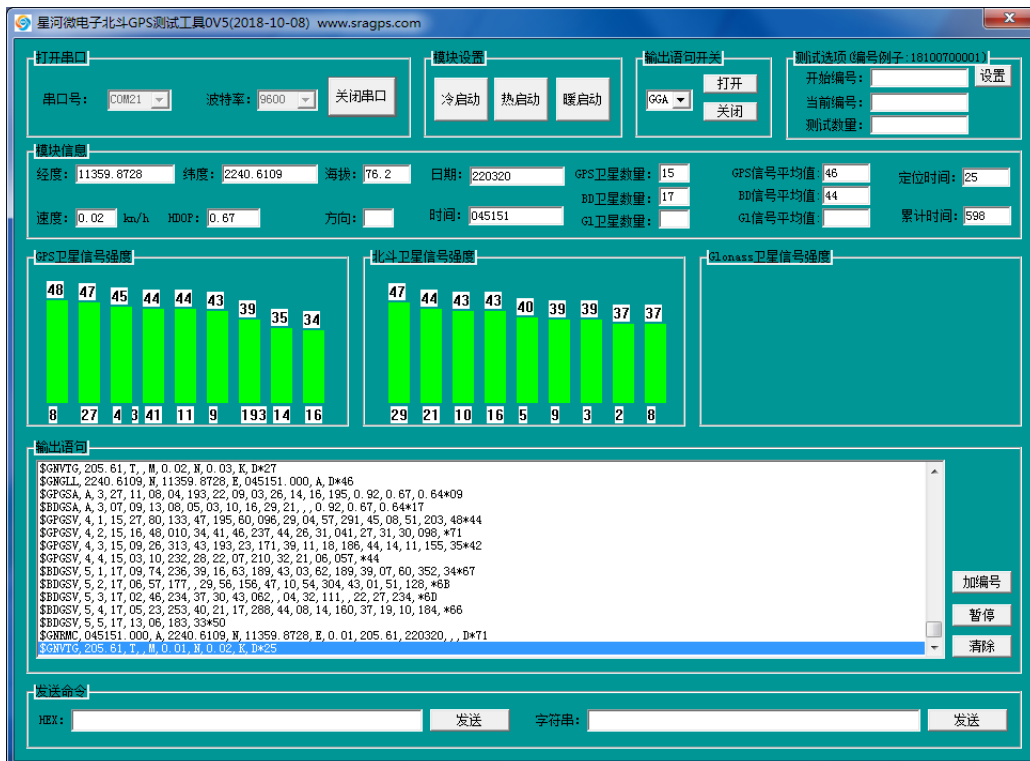 星河微电子北斗GPS测试工具0V5(2018-10-08) www.sragps.com
打开串口
串口号: COM21 波特率: 9600 关闭串口
模块设置
冷启动 热启动 暖启动
输出语句开关
GGA 打开
关闭
测试选项(编号例子:18100700001)
开始编号: 设置
当前编号:
测试数量:
模块信息
经度: 11359.8728 纬度: 2240.6109 海拔: 76.2 日期: 220320 GPS卫星数量: 15 GPS信号平均值: 46 定位时间: 25
BD卫星数量: 17 BD信号平均值: 44
速度: 0.02 km/h HDOP: 0.67 方向: 时间: 045151 Gl卫星数量: Gl信号平均值: 累计时间: 598
GPS卫星信号强度
48 47 45 44 44 43 39 35 34
8 27 4 3 41 11 9 193 14 16
北斗卫星信号强度
47 44 43 43 40 39 39 37 37
29 21 10 16 5 9 3 2 8
Glonass卫星信号强度
输出语句
$GNVTG,205.61,T,,M,0.02,N,0.03,K,D*27
$GNGLL,2240.6109,N,11359.8728,E,045151.000,A,D*46
$GPGSA,A,3,27,11,08,04,193,22,09,03,26,14,16,195,0.92,0.67,0.64*09
$BDGSA,A,3,07,09,13,08,05,03,10,16,29,21,,,0.92,0.67,0.64*17
$GPGSV,4,1,15,27,80,133,47,195,60,096,29,04,57,291,45,08,51,203,48*44
$GPGSV,4,2,15,16,48,010,34,41,46,237,44,26,31,041,27,31,30,098,*71
$GPGSV,4,3,15,09,26,313,43,193,23,171,39,11,18,186,44,14,11,155,35*42
$GPGSV,4,4,15,03,10,232,28,22,07,210,32,21,06,057,*44
$BDGSV,5,1,17,09,74,236,39,16,63,189,43,03,62,189,39,07,60,352,34*67
$BDGSV,5,2,17,06,57,177,,29,56,156,47,10,54,304,43,01,51,128,*6B
$BDGSV,5,3,17,02,46,234,37,30,43,062,,04,32,111,,22,27,234,*6D
$BDGSV,5,4,17,05,23,253,40,21,17,288,44,08,14,160,37,19,10,184,*66
$BDGSV,5,5,17,13,06,183,33*50
$GNRMC,045151.000,A,2240.6109,N,11359.8728,E,0.01,205.61,220320,,,D*71
$GNVTG,205.61,T,,M,0.01,N,0.02,K,D*25
加编号
暂停
清除
发送命令
HEX: 发送 字符串: 发送